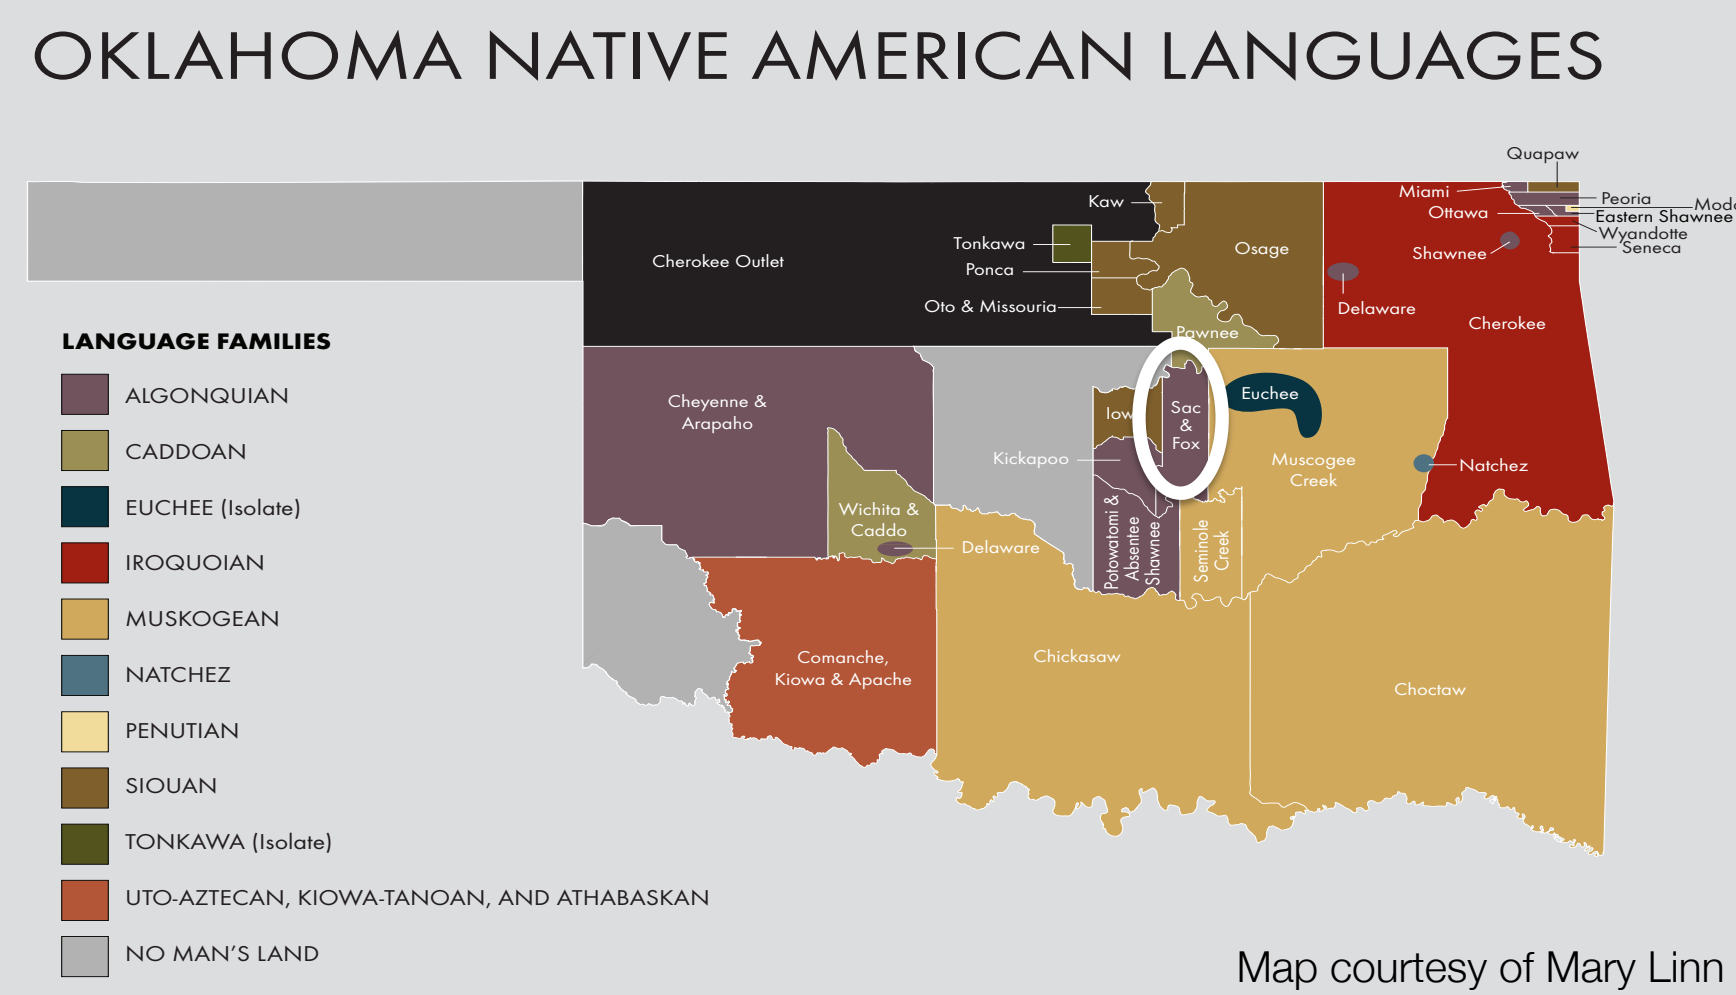 OKLAHOMA NATIVE AMERICAN LANGUAGES
Quapaw
Miami
Peoria
Kaw
Ottawa
Eastern Shawnee
Wyandotte
Tonkawa
Osage
Shawnee
Seneca
Cherokee Outlet
Ponca
Oto & Missouria
Delaware
Cherokee
Pawnee
LANGUAGE FAMILIES
ALGONQUIAN
CADDOAN
EUCHEE (Isolate)
IROQUOIAN
MUSKOGEAN
NATCHEZ
PENUTIAN
SIOUAN
TONKAWA (Isolate)
UTO-AZTECAN, KIOWA-TANOAN, AND ATHABASKAN
NO MAN'S LAND
Cheyenne &
Arapaho
Euchee
Iow
Sac
&
Fox
Kickapoo
Muscogee
Creek
Natchez
Wichita &
Caddo
Delaware
Potowatomi &
Absentee
Shawnee
Seminole
Creek
Comanche,
Kiowa & Apache
Chickasaw
Choctaw
Map courtesy of Mary Linn